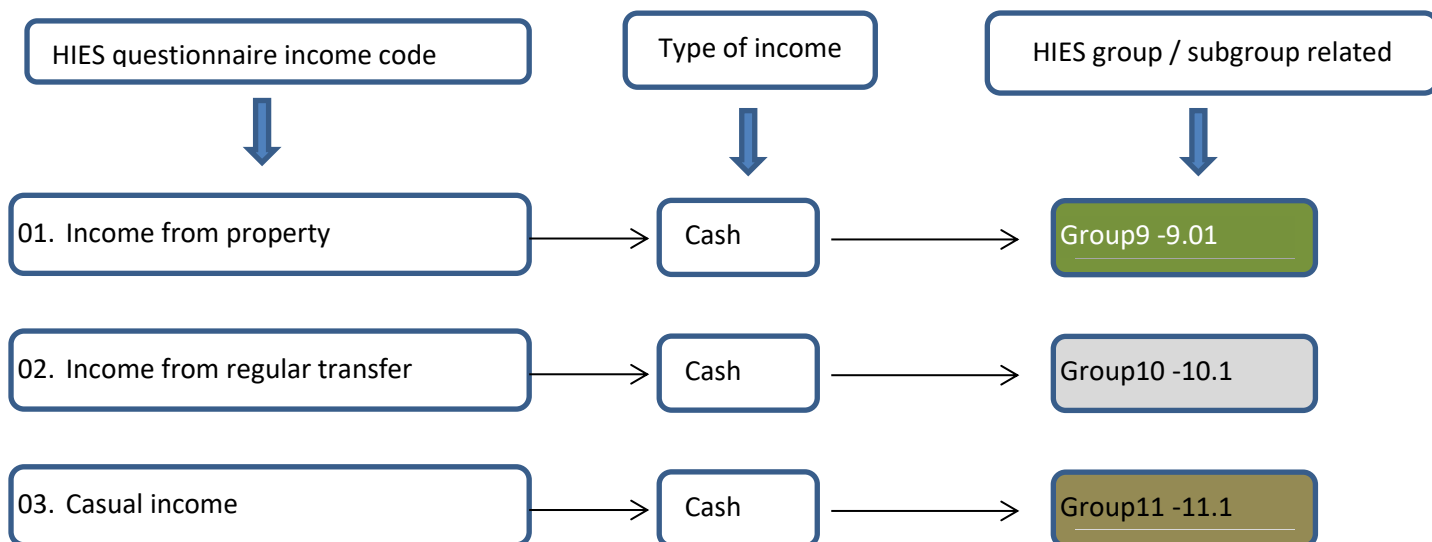 HIES questionnaire income code
Type of income
HIES group / subgroup related
01. Income from property
Cash
Group9 -9.01
02. Income from regular transfer
Cash
Group10 -10.1
03. Casual income
Cash
Group11 -11.1